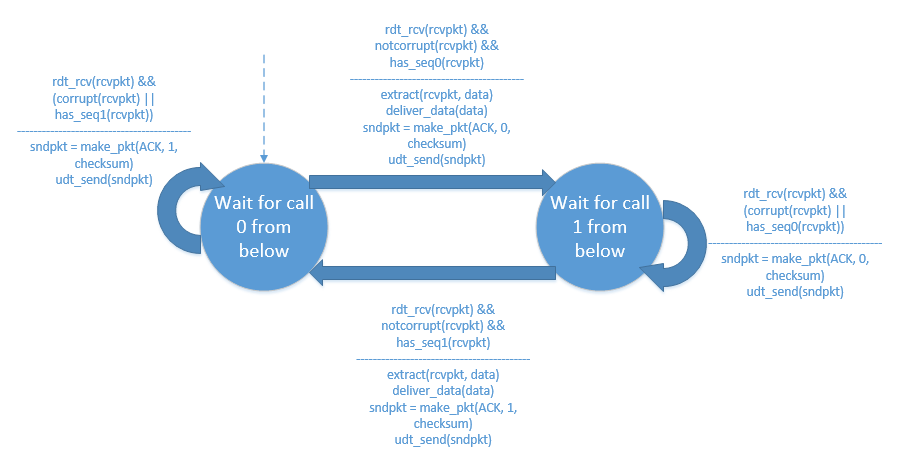 rdt_rcv(rcvpkt) &&
notcorrupt(rcvpkt) &&
has_seq0(rcvpkt)
extract(rcvpkt, data)
deliver_data(data)
sndpkt = make_pkt(ACK, 0,
checksum)
udt_send(sndpkt)
rdt_rcv(rcvpkt) &&
(corrupt(rcvpkt) ||
has_seq1(rcvpkt))
sndpkt = make_pkt(ACK, 1,
checksum)
udt_send(sndpkt)
Wait for call
0 from
below
Wait for call
1 from
below
rdt_rcv(rcvpkt) &&
(corrupt(rcvpkt) ||
has_seq0(rcvpkt))
sndpkt = make_pkt(ACK, 0,
checksum)
udt_send(sndpkt)
rdt_rcv(rcvpkt) &&
notcorrupt(rcvpkt) &&
has_seq1(rcvpkt)
extract(rcvpkt, data)
deliver_data(data)
sndpkt = make_pkt(ACK, 1,
checksum)
udt_send(sndpkt)